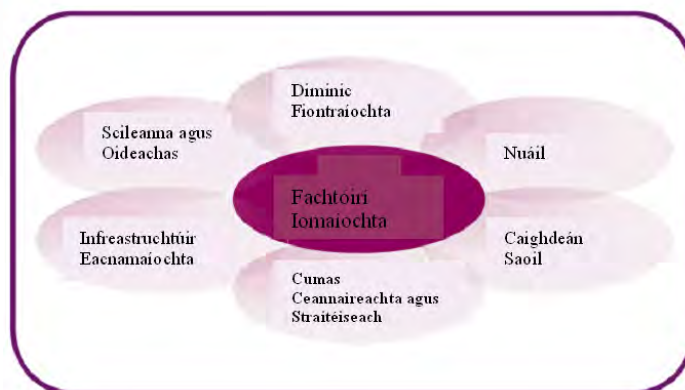 Diminic
Fiontraíochta
Scileanna agus
Oideachas
Nuáil
Fachtóirí
Iomaíochta
Infreastruchtúir
Eacnamaíochta
Caighdeán
Saoil
Cumas
Ceannaireachta agus
Straitéiseach